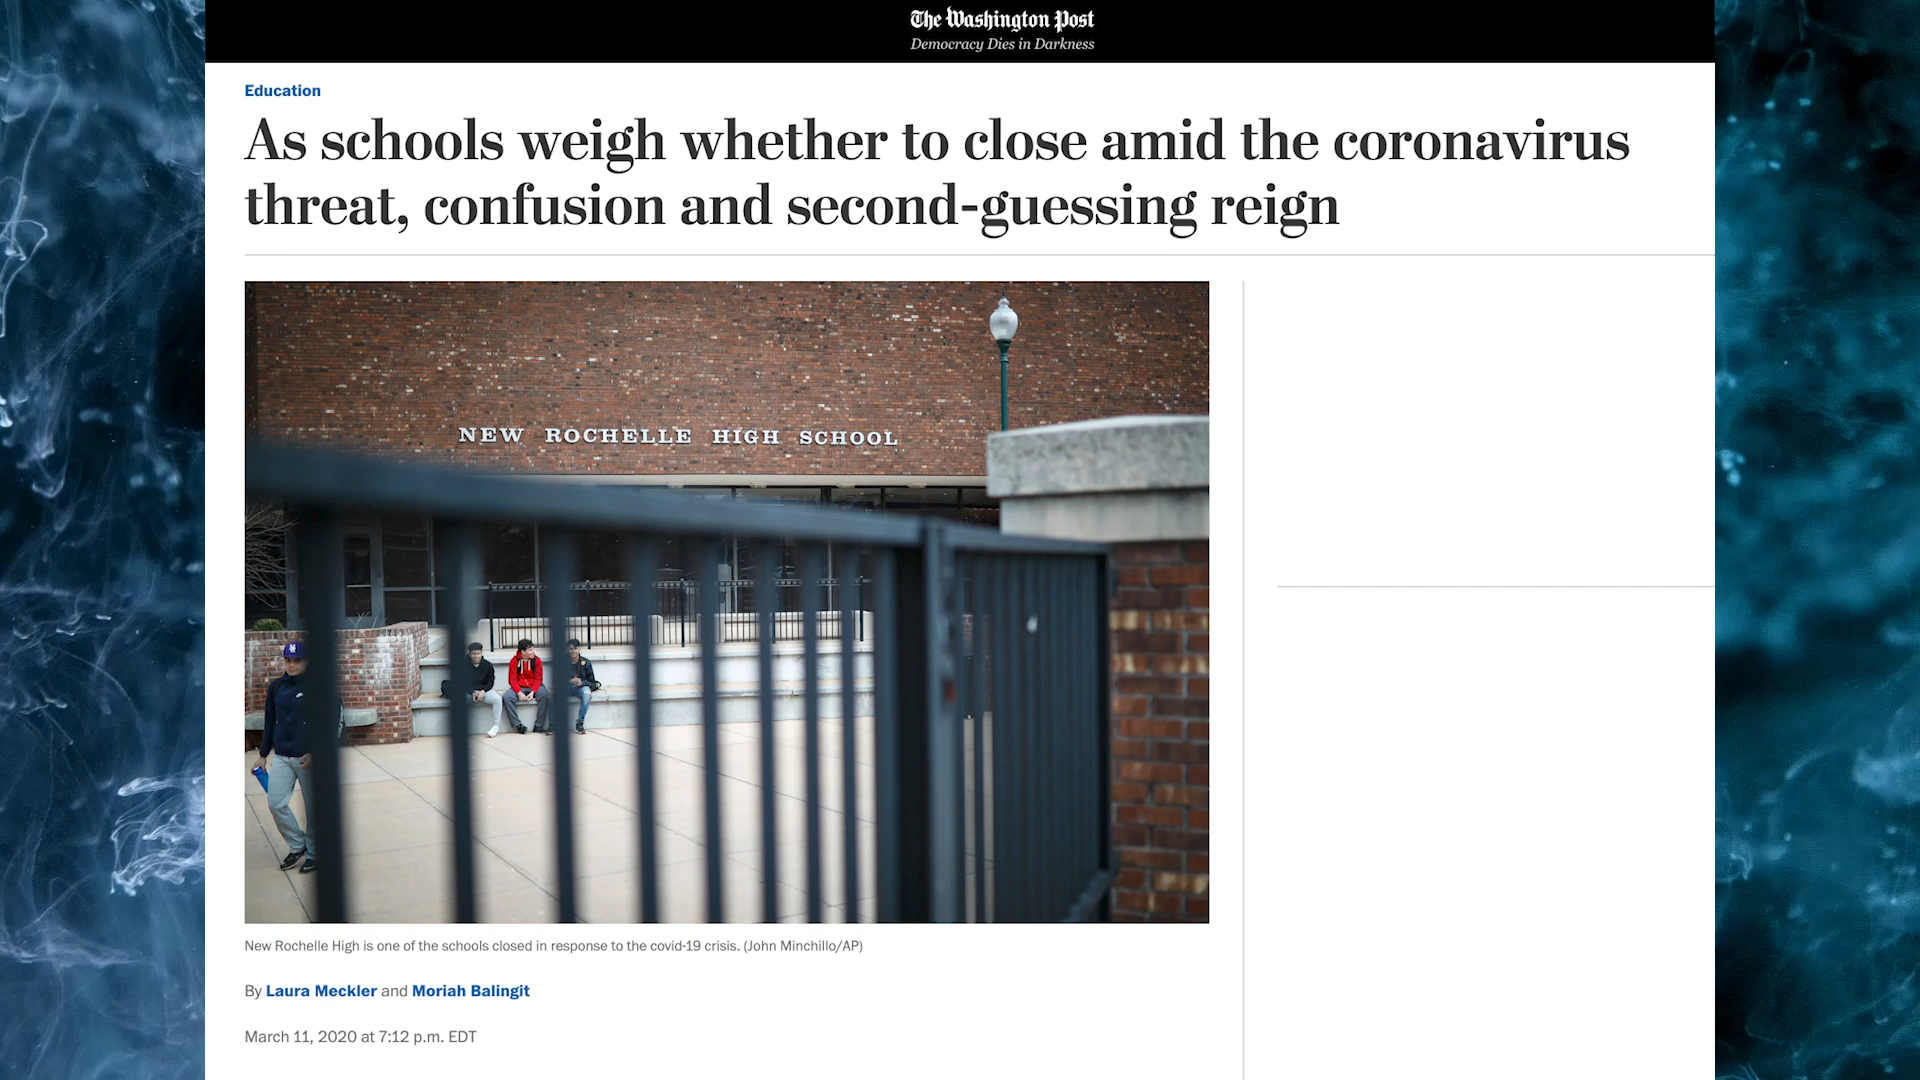 The Washington Post
Democracy Dies in Darkness
Education
As schools weigh whether to close amid the coronavirus
threat, confusion and second-guessing reign
NEW ROCHELLE HIGH SCHOOL
New Rochelle High is one of the schools closed in response to the covid-19 crisis. (John Minchillo/AP)
By Laura Meckler and Moriah Balingit
March 11, 2020 at 7:12 p.m. EDT